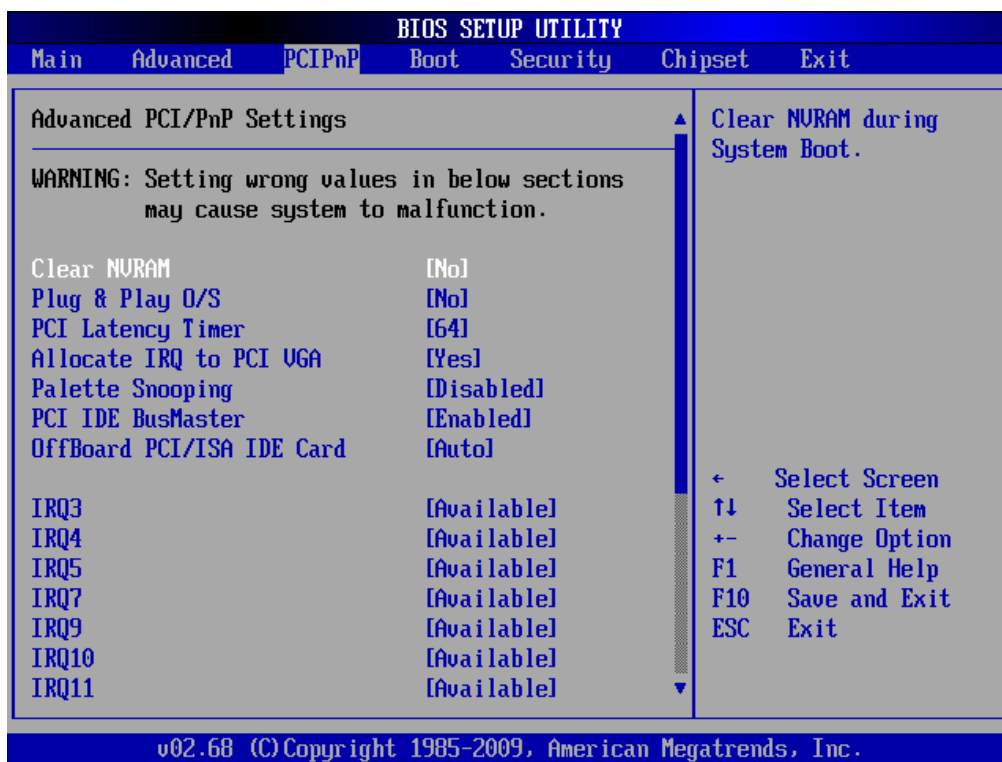 BIOS SETUP UTILITY
Main Advanced PCIPnP Boot Security Chipset Exit
Advanced PCI/PnP Settings
WARNING: Setting wrong values in below sections
may cause system to malfunction.
Clear NVRAM [No]
Plug & Play O/S [No]
PCI Latency Timer [64]
Allocate IRQ to PCI VGA [Yes]
Palette Snooping [Disabled]
PCI IDE BusMaster [Enabled]
OffBoard PCI/ISA IDE Card [Auto]
IRQ3 [Available]
IRQ4 [Available]
IRQ5 [Available]
IRQ7 [Available]
IRQ9 [Available]
IRQ10 [Available]
IRQ11 [Available]
Clear NVRAM during
System Boot.
← Select Screen
↑↓ Select Item
+- Change Option
F1 General Help
F10 Save and Exit
ESC Exit
v02.68 (C)Copyright 1985-2009, American Megatrends, Inc.